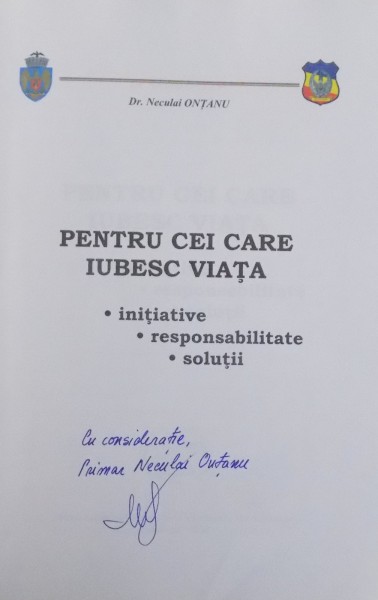 Dr. Neculai ONȚANU
PENTRU CEI CARE
IUBESC VIAȚA
• inițiative
• responsabilitate
• soluții
Cu considerație,
Primar Neculai Onțanu